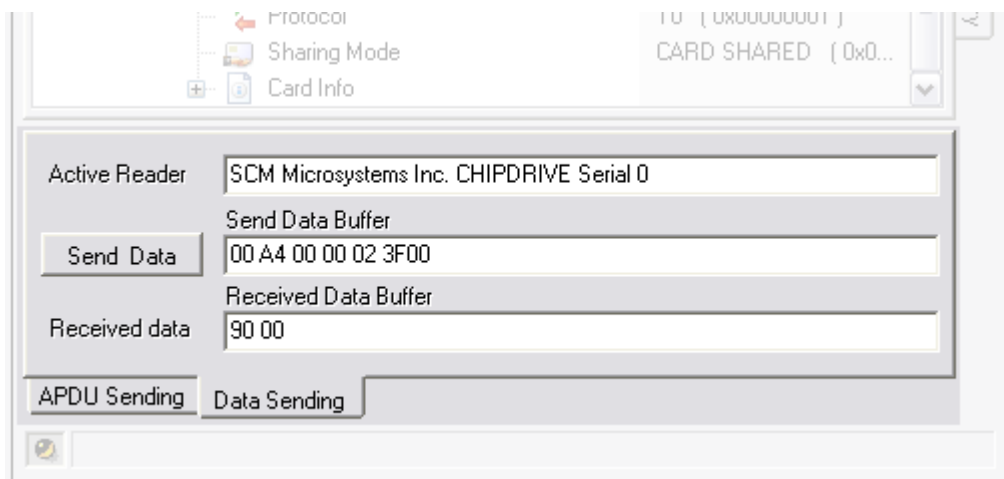 Protocol T0 ( 0x00000001 )
Sharing Mode CARD SHARED ( 0x0...
Card Info
Active Reader SCM Microsystems Inc. CHIPDRIVE Serial 0
Send Data Buffer
Send Data 00 A4 00 00 02 3F00
Received Data Buffer
Received data 90 00
APDU Sending Data Sending